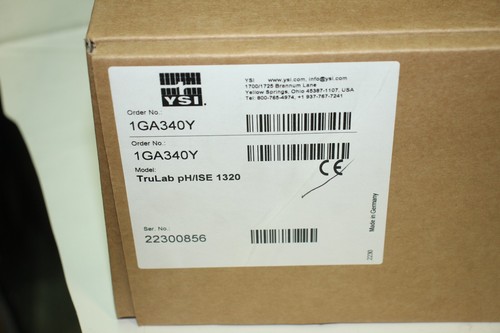 YSI.
YSI www.ysi.com, info@ysi.com
1700/1725 Brannum Lane
Yellow Springs, Ohio 45387-1107, USA
Tel: 800-765-4974, +1 937-767-7241
Order No.:
1GA340Y
Order No.:
1GA340Y
Model:
TruLab pH/ISE 1320
CE
Ser. No.:
22300856
2230
Made in Germany